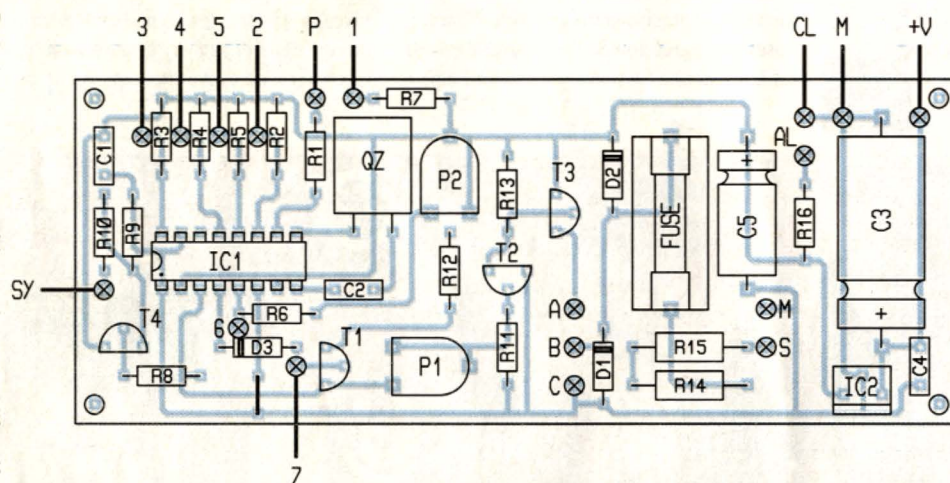 3 4 5 2 P 1 CL M +V
R7
C1 R3 R4 R5 R2 R1 QZ P2 R13 T3 D2 FUSE + C5 AL R16 C3
R10 R9 IC1 R12 T2
SY C2
T4 6 R6 A M +
D3 T1 P1 R11 B D1 R15 S C4
R8 C R14 IC2
7